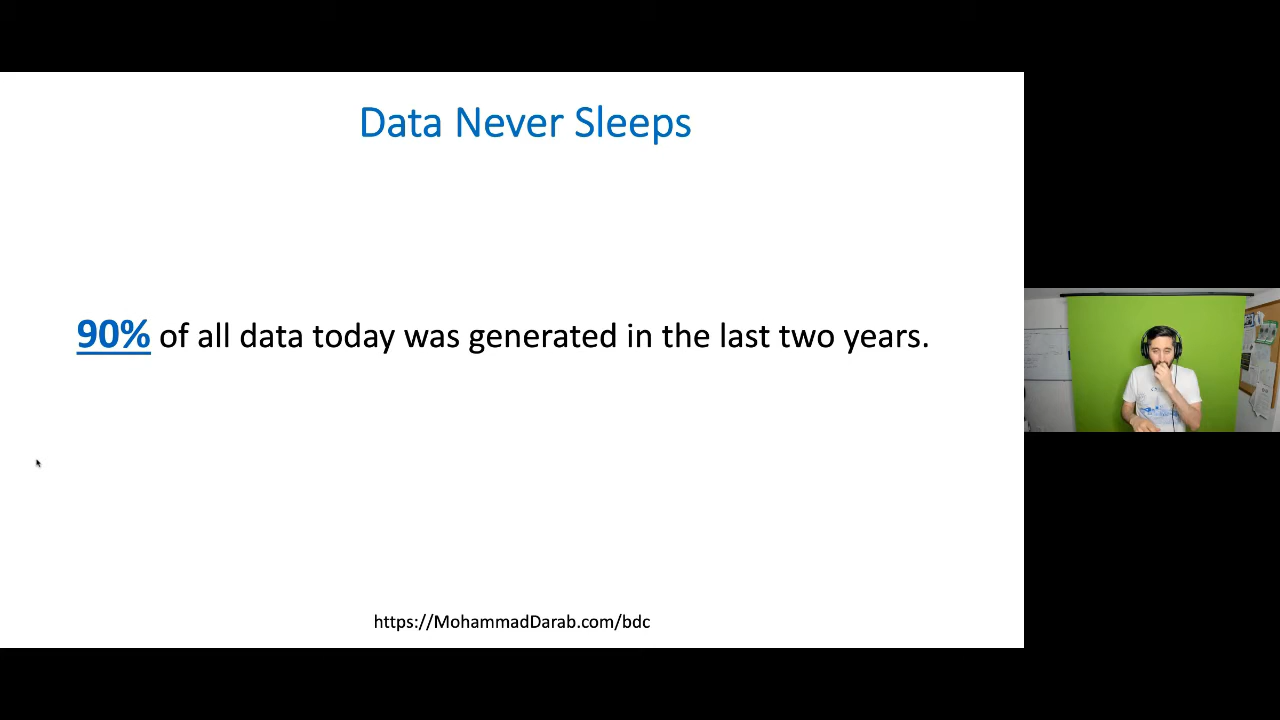 Data Never Sleeps
90% of all data today was generated in the last two years.
https://MohammadDarab.com/bdc